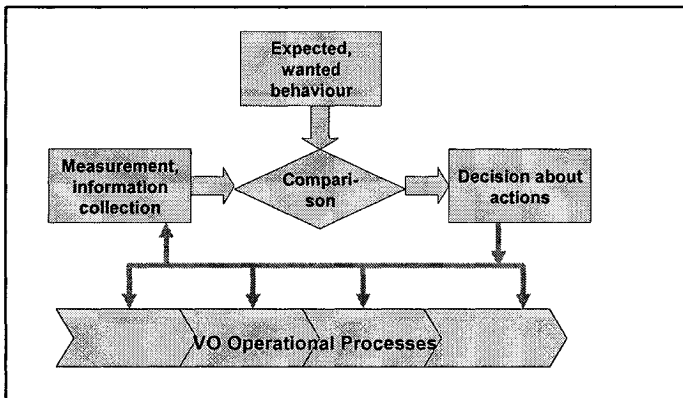 Expected,
wanted
behaviour
Measurement,
information
collection
Compari-
son
Decision about
actions
VO Operational Processes